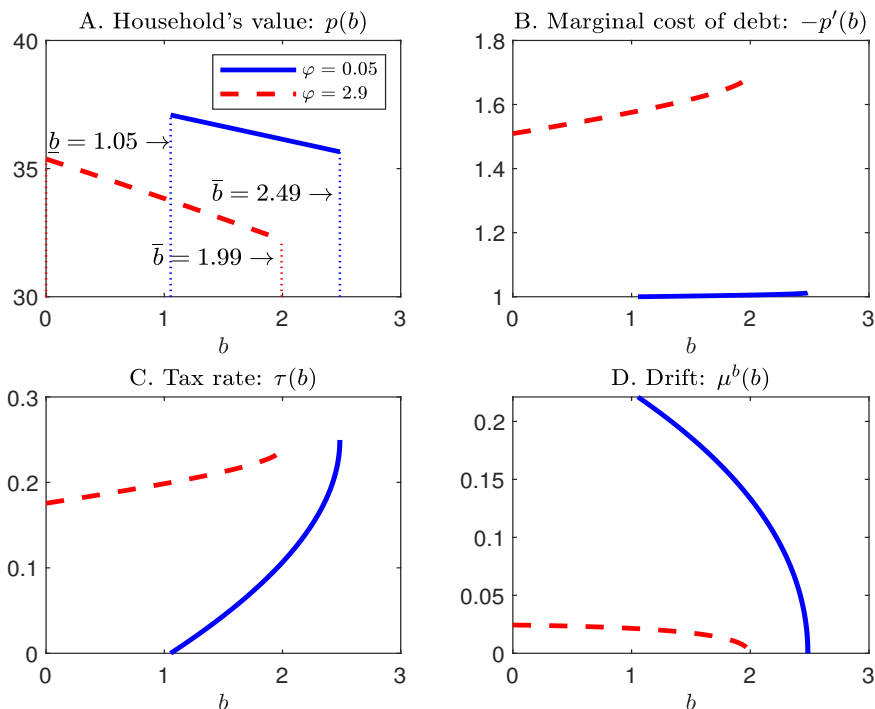 A. Household's value: p(b)
40
35
30
0
1
2
3
b
φ = 0.05
φ = 2.9
b = 1.05 →
b̅ = 2.49 →
b̅ = 1.99 →
B. Marginal cost of debt: −p′(b)
1.8
1.6
1.4
1.2
1
0
1
2
3
b
C. Tax rate: τ(b)
0.3
0.2
0.1
0
0
1
2
3
b
D. Drift: μᵇ(b)
0.2
0.15
0.1
0.05
0
0
1
2
3
b